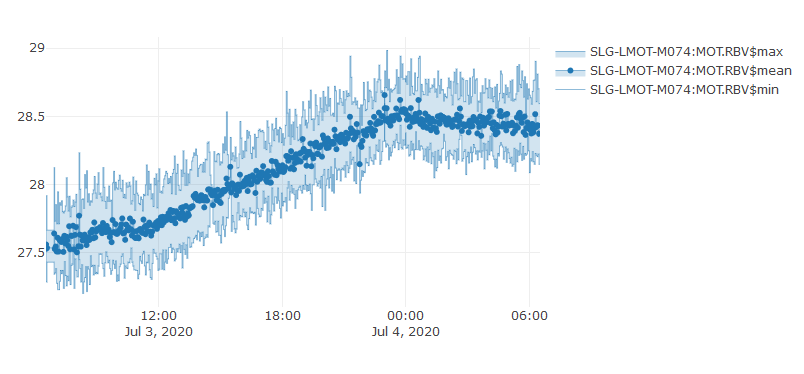 29
28.5
28
27.5
12:00
Jul 3, 2020
18:00
00:00
Jul 4, 2020
06:00
SLG-LMOT-M074:MOT.RBV$max
SLG-LMOT-M074:MOT.RBV$mean
SLG-LMOT-M074:MOT.RBV$min